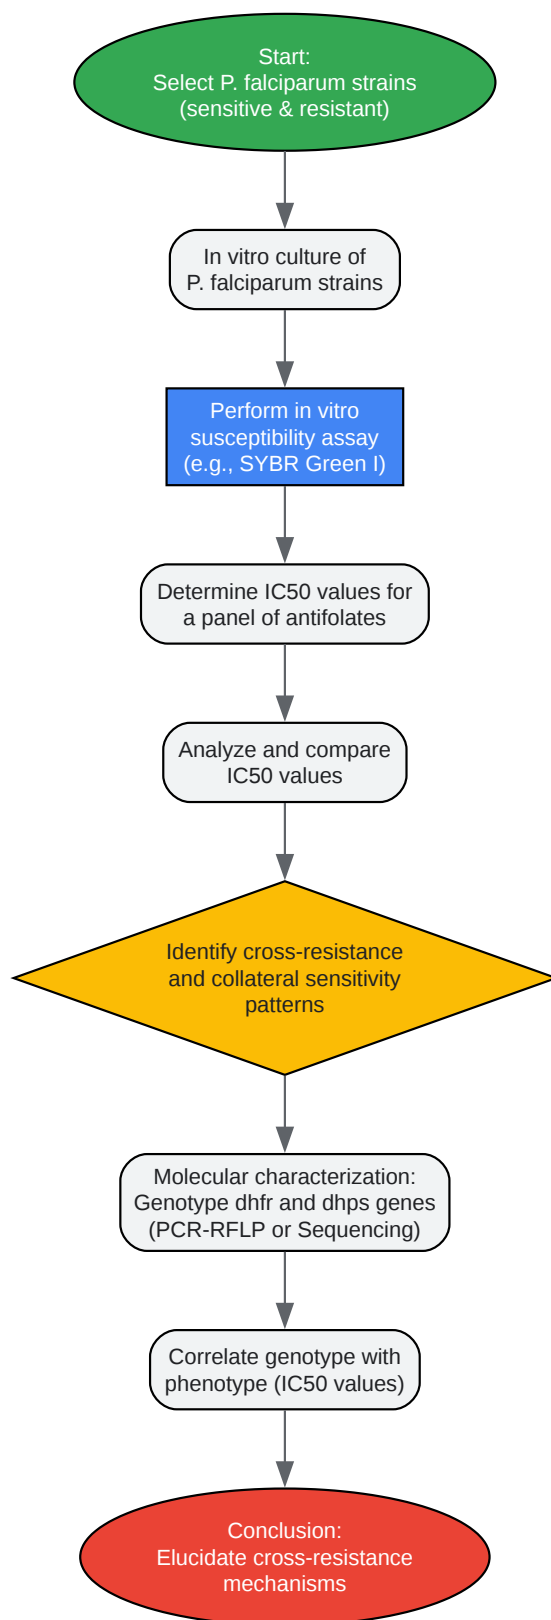 Start:
Select P. falciparum strains
(sensitive & resistant)
In vitro culture of
P. falciparum strains
Perform in vitro
susceptibility assay
(e.g., SYBR Green I)
Determine IC50 values for
a panel of antifolates
Analyze and compare
IC50 values
Identify cross-resistance
and collateral sensitivity
patterns
Molecular characterization:
Genotype dhfr and dhps genes
(PCR-RFLP or Sequencing)
Correlate genotype with
phenotype (IC50 values)
Conclusion:
Elucidate cross-resistance
mechanisms